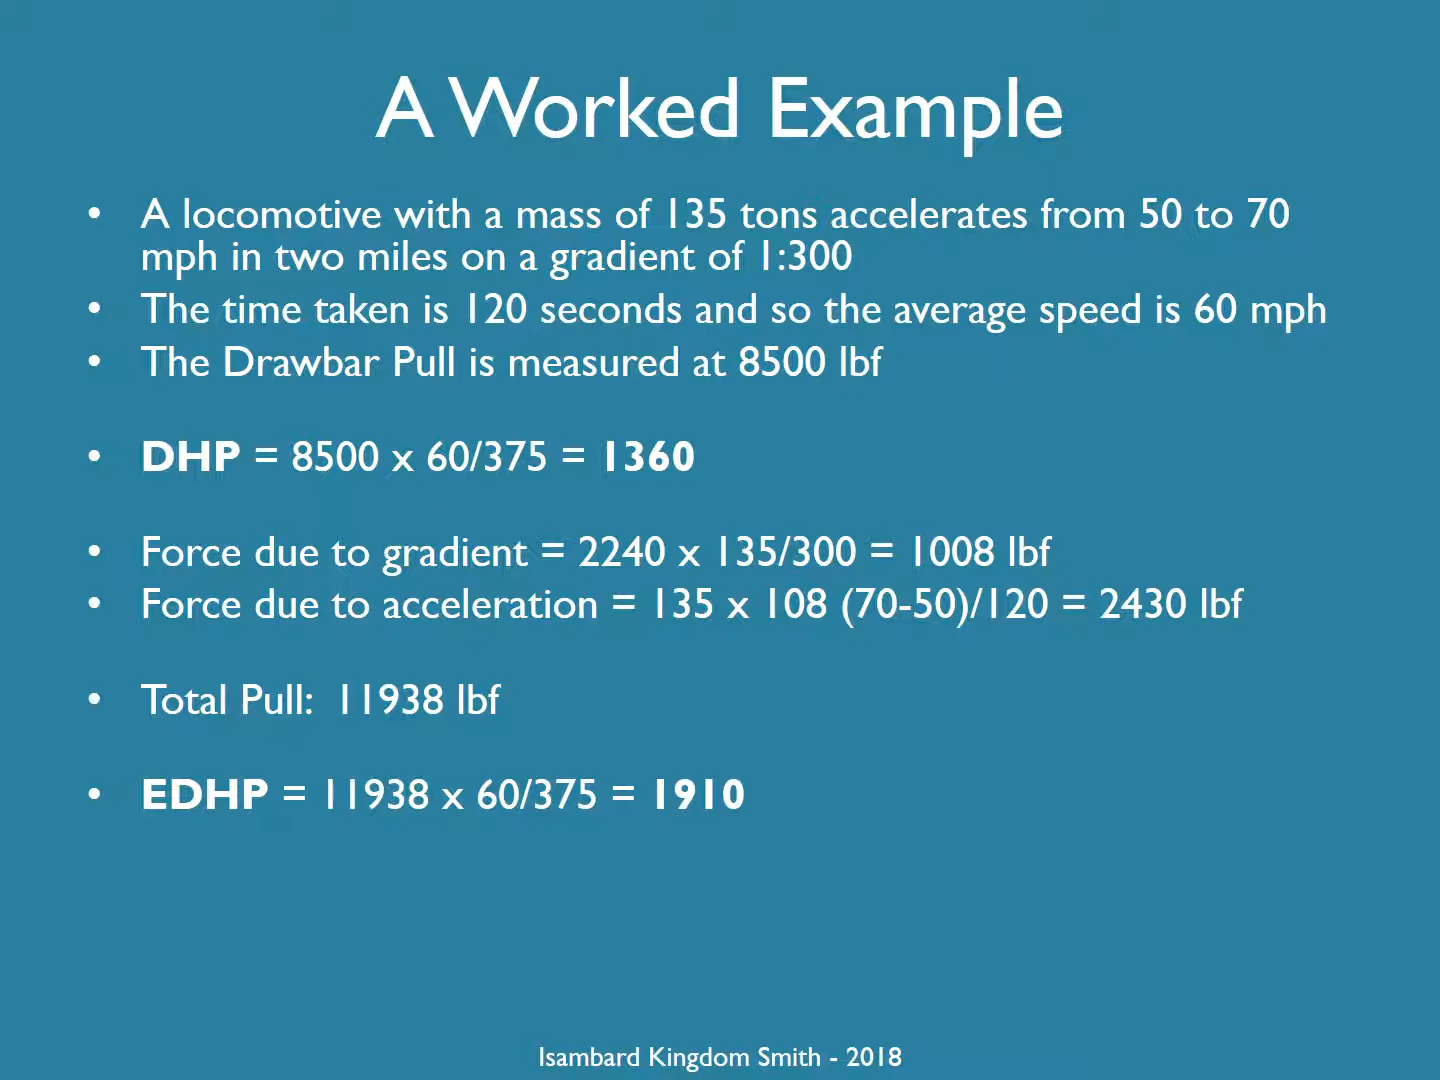 A Worked Example
• A locomotive with a mass of 135 tons accelerates from 50 to 70
mph in two miles on a gradient of 1:300
• The time taken is 120 seconds and so the average speed is 60 mph
• The Drawbar Pull is measured at 8500 lbf
• DHP = 8500 x 60/375 = 1360
• Force due to gradient = 2240 x 135/300 = 1008 lbf
• Force due to acceleration = 135 x 108 (70-50)/120 = 2430 lbf
• Total Pull: 11938 lbf
• EDHP = 11938 x 60/375 = 1910
Isambard Kingdom Smith - 2018